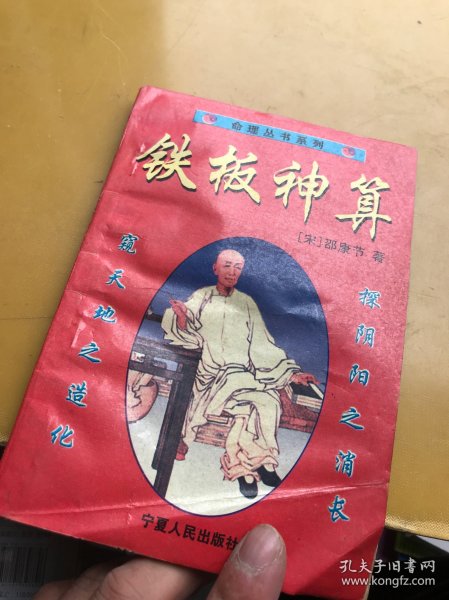 命理丛书系列
铁板神算
[宋]邵康节 著
探阴阳之消长
窥天地之造化
宁夏人民出版社
孔夫子旧书网
www.kongfz.com